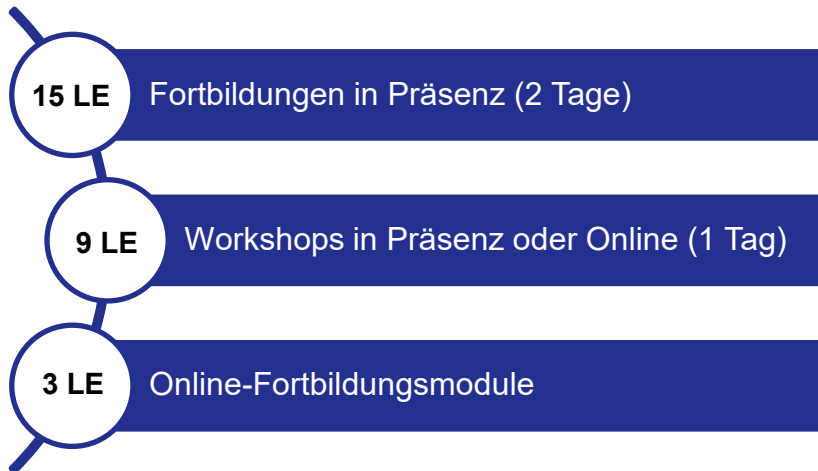 15 LE Fortbildungen in Präsenz (2 Tage)
9 LE Workshops in Präsenz oder Online (1 Tag)
3 LE Online-Fortbildungsmodule